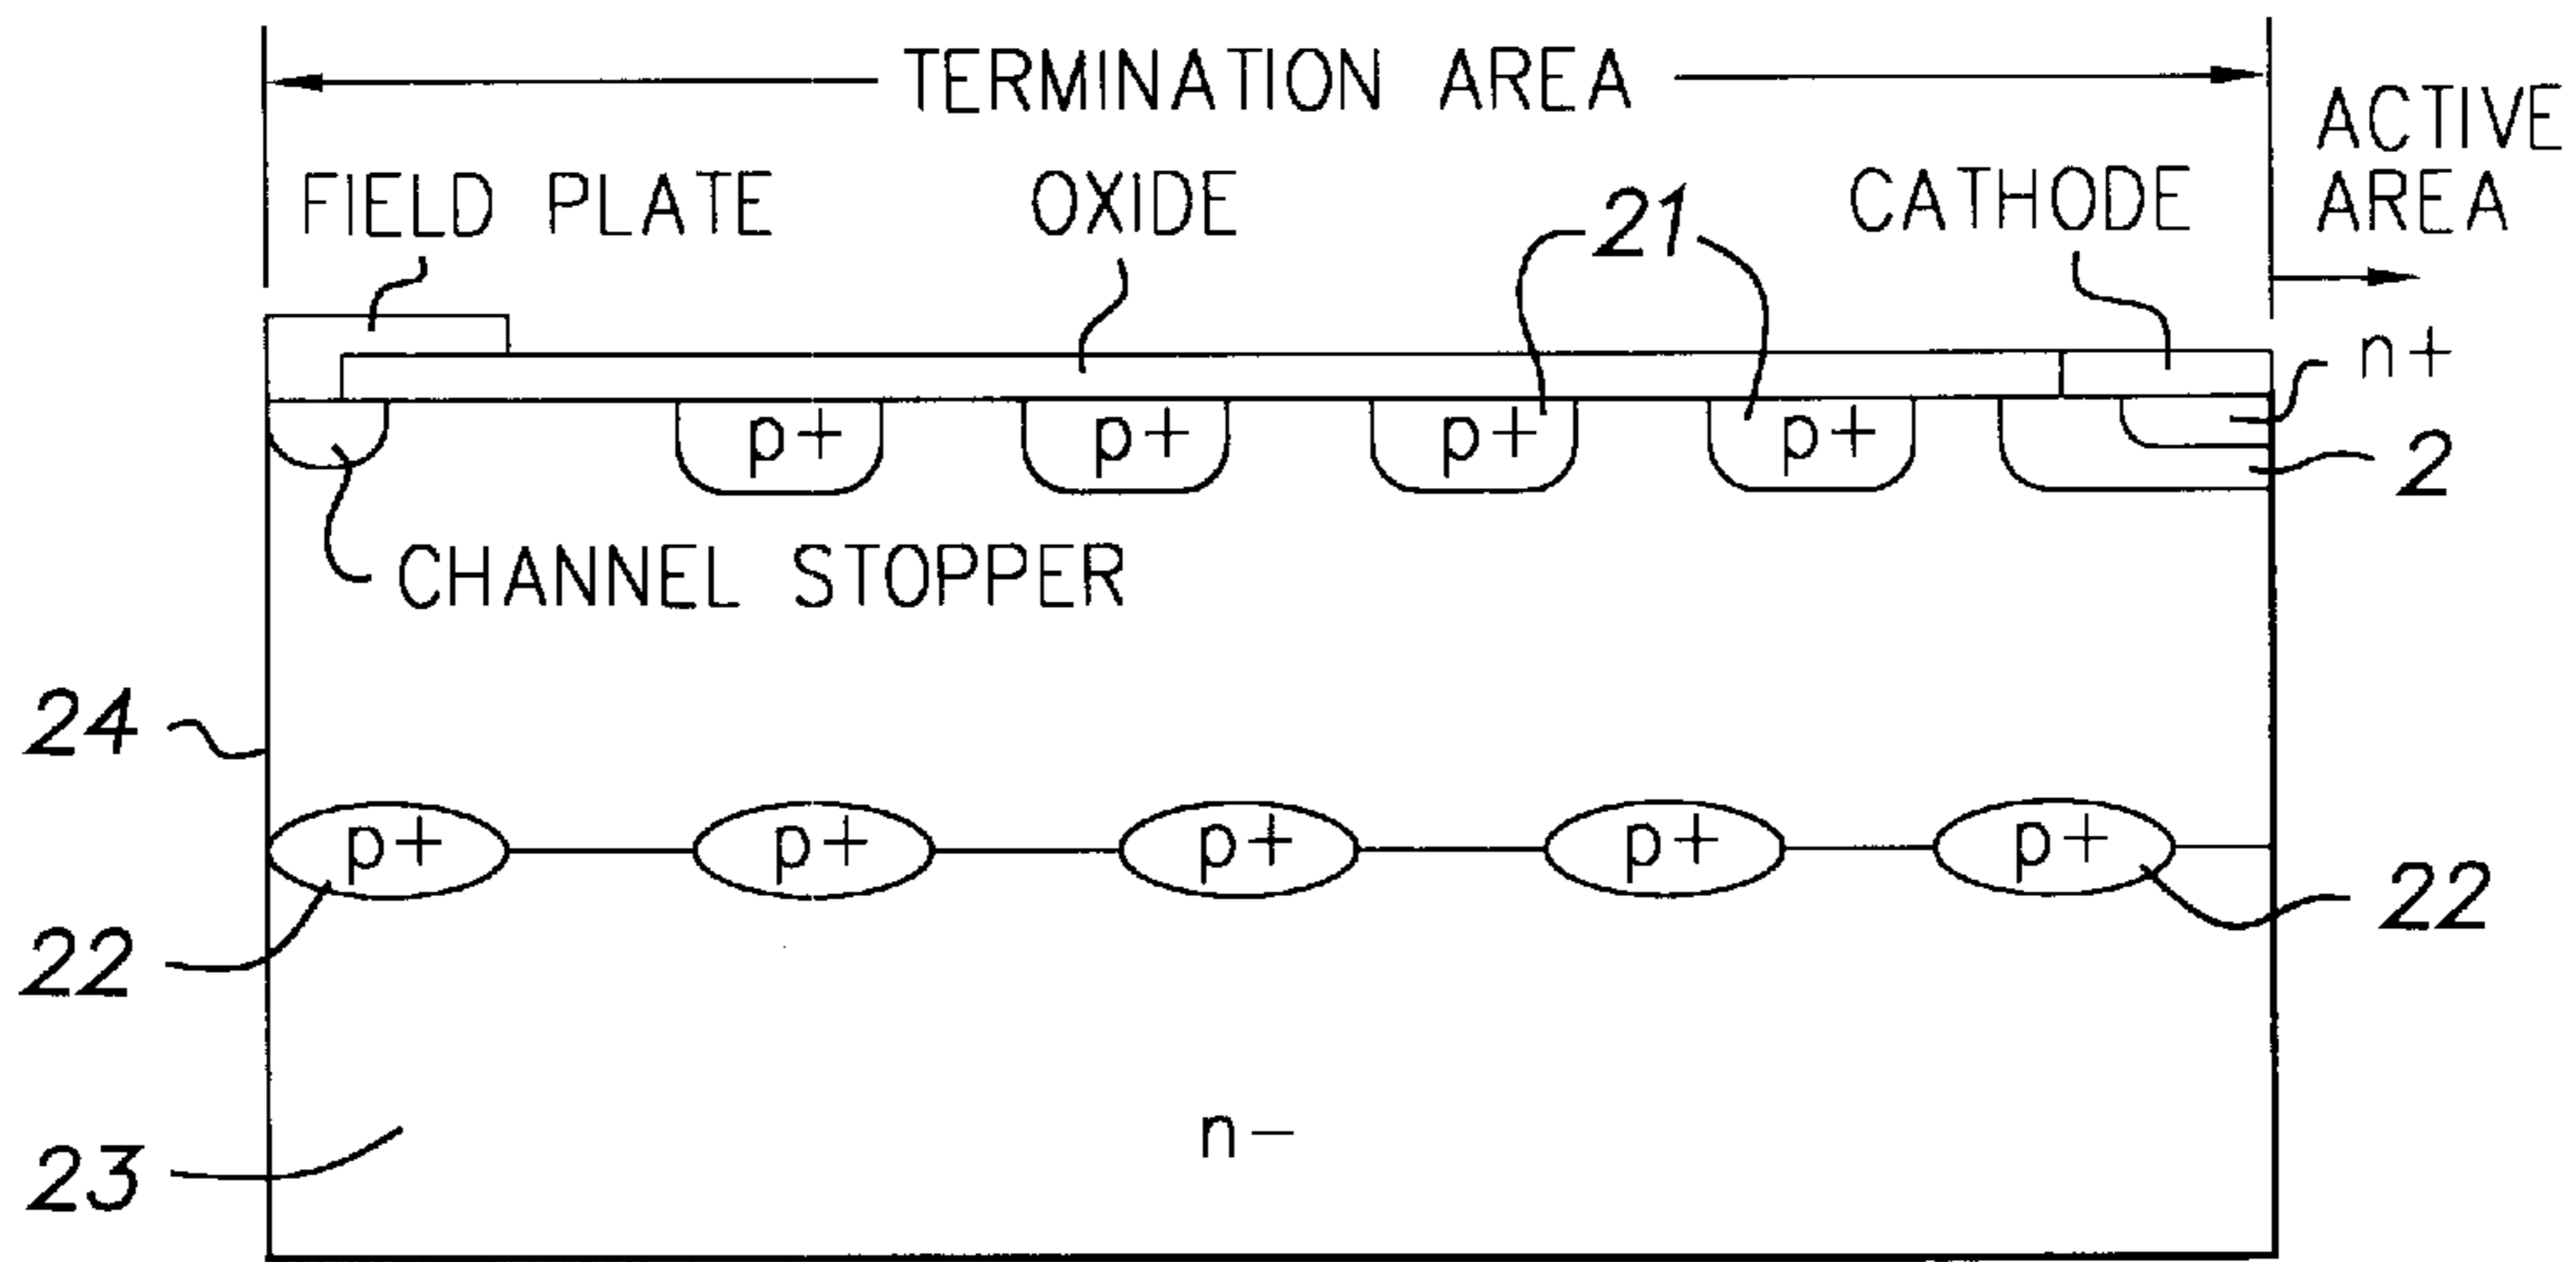 TERMINATION AREA
ACTIVE
AREA
FIELD PLATE
OXIDE
21
CATHODE
n+
p+
p+
p+
p+
2
CHANNEL STOPPER
24
p+
p+
p+
p+
p+
22
22
n-
23